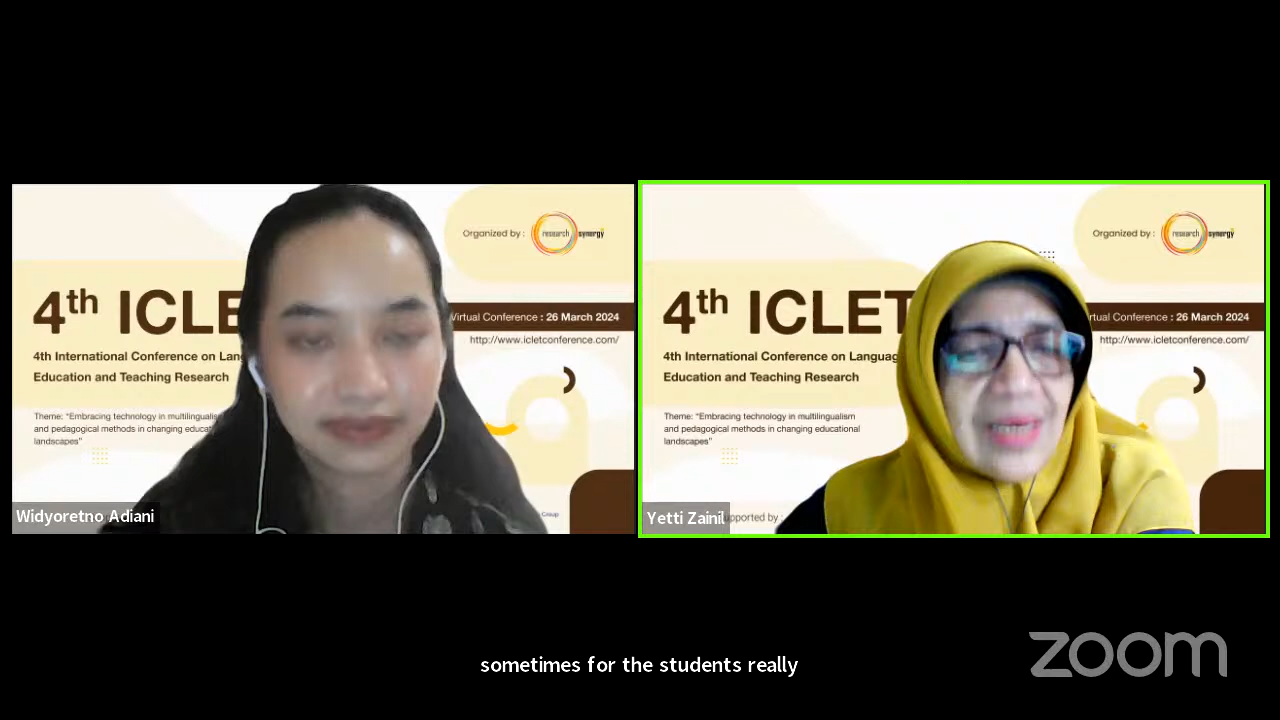 Organized by :
research synergy
4th ICLE
Virtual Conference : 26 March 2024
http://www.icletconference.com/
4th International Conference on Lang
Education and Teaching Research
Theme: "Embracing technology in multilingualis
and pedagogical methods in changing educat
landscapes"
Group
Widyoretno Adiani
Organized by :
research synergy
4th ICLET
rtual Conference : 26 March 2024
http://www.icletconference.com/
4th International Conference on Languag
Education and Teaching Research
Theme: "Embracing technology in multilingualism
and pedagogical methods in changing educational
landscapes"
upported by :
Yetti Zainil
sometimes for the students really
zoom